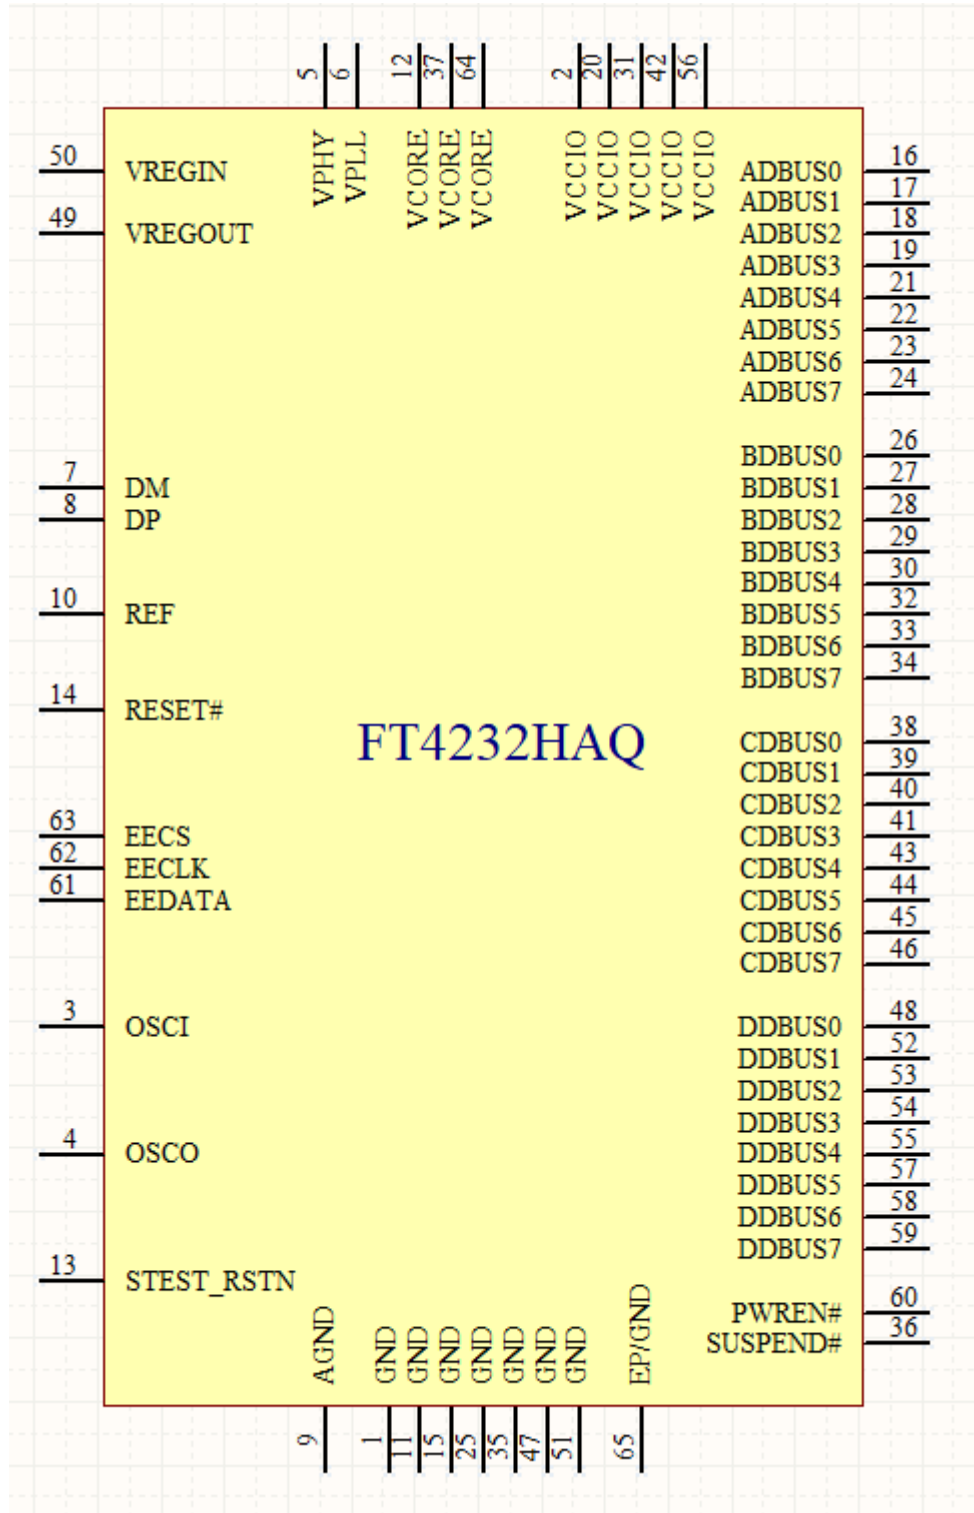 5 6 12 37 64 2 20 31 42 56
VPHY VPLL VCORE VCORE VCORE VCCIO VCCIO VCCIO VCCIO VCCIO
50 VREGIN
49 VREGOUT
7 DM
8 DP
10 REF
14 RESET#
63 EECS
62 EECLK
61 EEDATA
3 OSCI
4 OSCO
13 STEST_RSTN
FT4232HAQ
ADBUS0 16
ADBUS1 17
ADBUS2 18
ADBUS3 19
ADBUS4 21
ADBUS5 22
ADBUS6 23
ADBUS7 24
BDBUS0 26
BDBUS1 27
BDBUS2 28
BDBUS3 29
BDBUS4 30
BDBUS5 32
BDBUS6 33
BDBUS7 34
CDBUS0 38
CDBUS1 39
CDBUS2 40
CDBUS3 41
CDBUS4 43
CDBUS5 44
CDBUS6 45
CDBUS7 46
DDBUS0 48
DDBUS1 52
DDBUS2 53
DDBUS3 54
DDBUS4 55
DDBUS5 57
DDBUS6 58
DDBUS7 59
PWREN# 60
SUSPEND# 36
AGND GND GND GND GND GND GND GND EP/GND
9 1 11 15 25 35 47 51 65